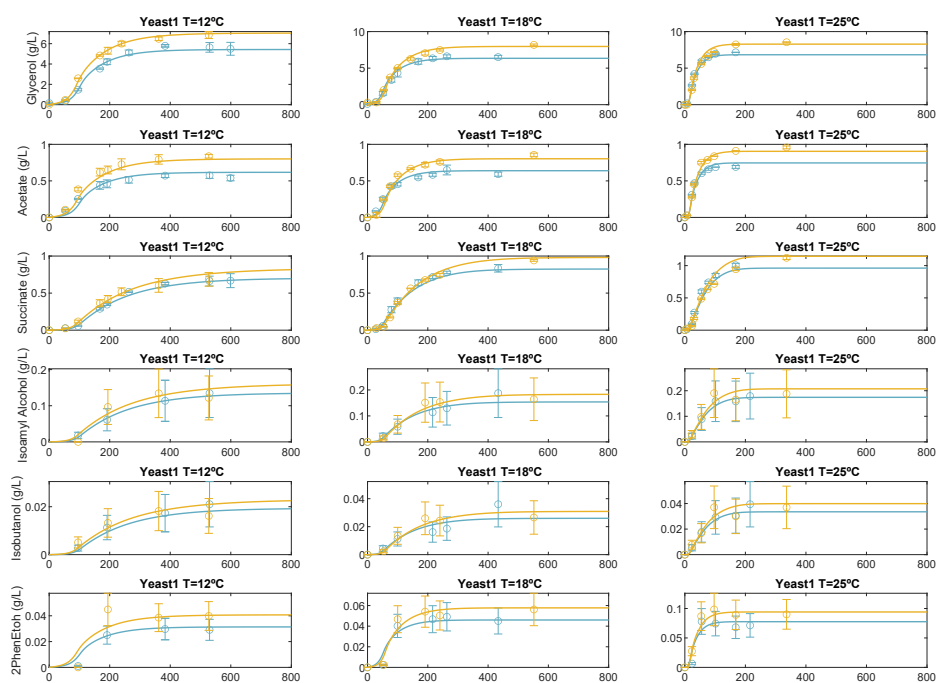 Yeast1 T=12ºC Yeast1 T=18ºC Yeast1 T=25ºC
Glycerol (g/L)
6
4
2
0
0 200 400 600 800
10
5
0
0 200 400 600 800
10
5
0
0 200 400 600 800
Yeast1 T=12ºC Yeast1 T=18ºC Yeast1 T=25ºC
Acetate (g/L)
1
0.5
0
0 200 400 600 800
1
0.5
0
0 200 400 600 800
1
0.5
0
0 200 400 600 800
Yeast1 T=12ºC Yeast1 T=18ºC Yeast1 T=25ºC
Succinate (g/L)
1
0.5
0
0 200 400 600 800
1
0.5
0
0 200 400 600 800
1
0.5
0
0 200 400 600 800
Yeast1 T=12ºC Yeast1 T=18ºC Yeast1 T=25ºC
Isoamyl Alcohol (g/L)
0.2
0.1
0
0 200 400 600 800
0.2
0.1
0
0 200 400 600 800
0.2
0.1
0
0 200 400 600 800
Yeast1 T=12ºC Yeast1 T=18ºC Yeast1 T=25ºC
Isobutanol (g/L)
0.02
0
0 200 400 600 800
0.04
0.02
0
0 200 400 600 800
0.04
0.02
0
0 200 400 600 800
Yeast1 T=12ºC Yeast1 T=18ºC Yeast1 T=25ºC
2PhenEtoh (g/L)
0.04
0.02
0
0 200 400 600 800
0.06
0.04
0.02
0
0 200 400 600 800
0.1
0.05
0
0 200 400 600 800